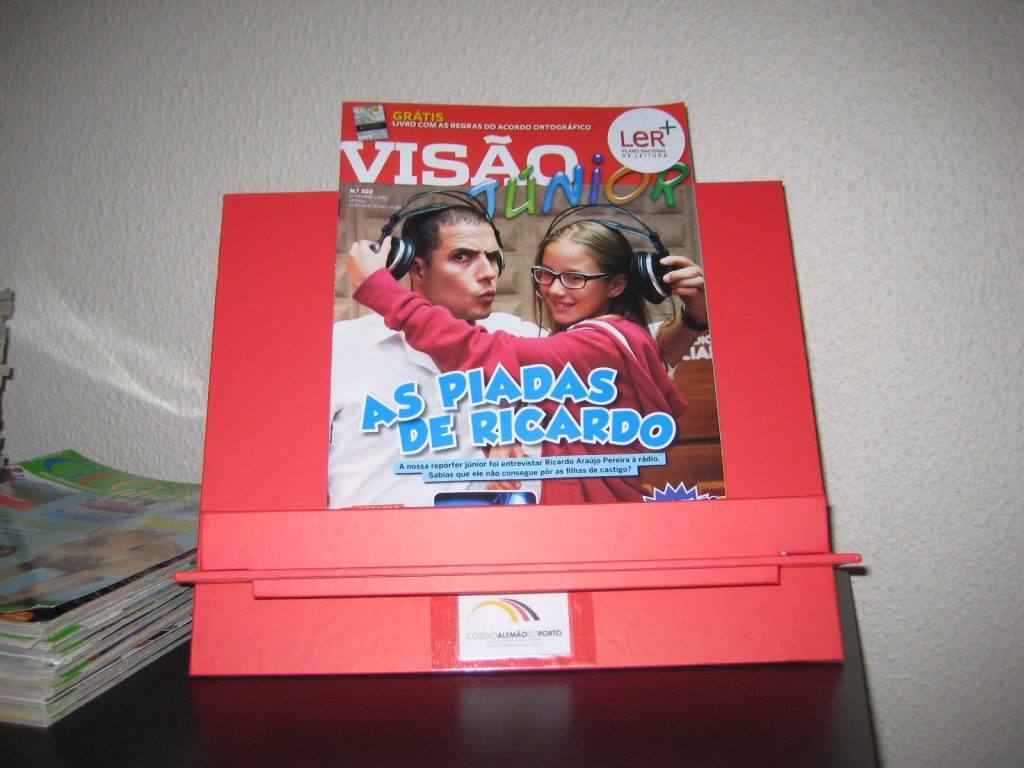 GRÁTIS
LIVRO COM AS REGRAS DO ACORDO ORTOGRÁFICO
LeR+
PLANO NACIONAL
DE LEITURA
VISÃO
JÚNIOR
N.º 102
AS PIADAS
DE RICARDO
A nossa repórter júnior foi entrevistar Ricardo Araújo Pereira à rádio.
Sabias que ele não consegue pôr as filhas de castigo?
COLÉGIO ALEMÃO DO PORTO